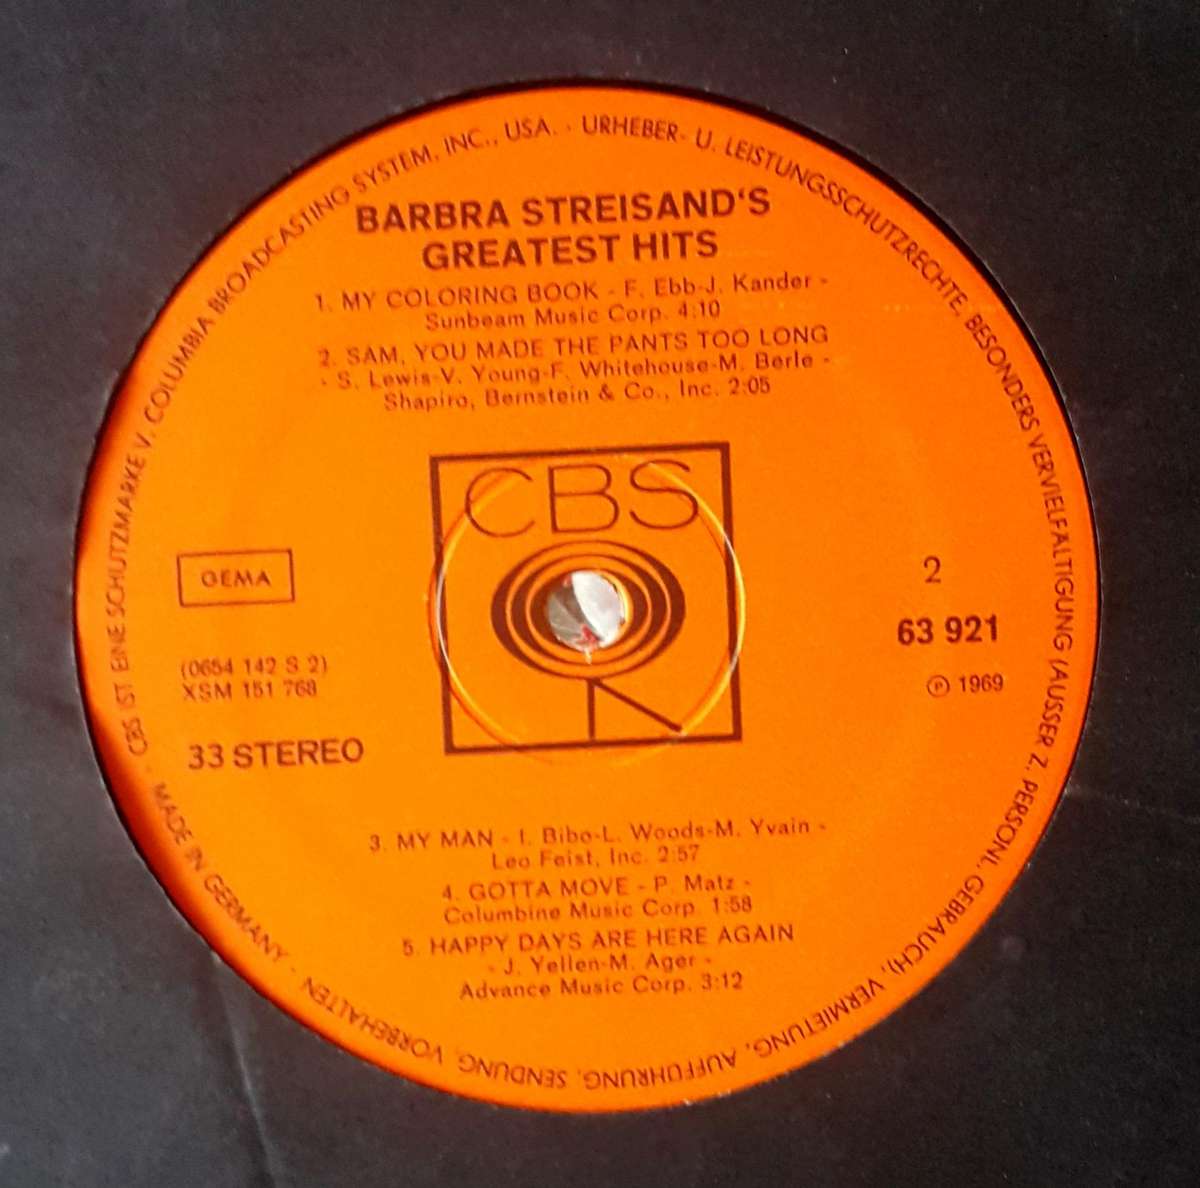 CBS IST EINE SCHUTZMARKE V. COLUMBIA BROADCASTING SYSTEM, INC., USA. · URHEBER- U. LEISTUNGSSCHUTZRECHTE, BESONDERS VERVIELFÄLTIGUNG (AUSSER Z. PERSÖNL. GEBRAUCH), VERMIETUNG, AUFFÜHRUNG, SENDUNG, VORBEHALTEN · MADE IN GERMANY ·
BARBRA STREISAND'S
GREATEST HITS
1. MY COLORING BOOK - F. Ebb-J. Kander -
Sunbeam Music Corp. 4:10
2. SAM, YOU MADE THE PANTS TOO LONG
- S. Lewis-V. Young-F. Whitehouse-M. Berle -
Shapiro, Bernstein & Co., Inc. 2:05
CBS
GEMA
2
63 921
(0654 142 S 2)
XSM 151 768
℗ 1969
33 STEREO
3. MY MAN - I. Bibo-L. Woods-M. Yvain -
Leo Feist, Inc. 2:57
4. GOTTA MOVE - P. Matz -
Columbine Music Corp. 1:58
5. HAPPY DAYS ARE HERE AGAIN
- J. Yellen-M. Ager -
Advance Music Corp. 3:12